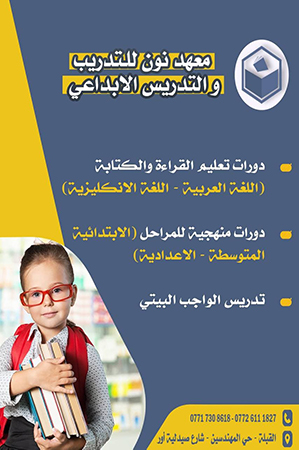 معهد نون للتدريب
و التدريس الابداعي
دورات تعليم القراءة والكتابة
(اللغة العربية - اللغة الانكليزية)
دورات منهجية للمراحل (الابتدائية
المتوسطة - الاعدادية)
تدريس الواجب البيتي
0771 730 8618 - 0772 611 1827
القبلة - حي المهندسين - شارع صيدلية أور